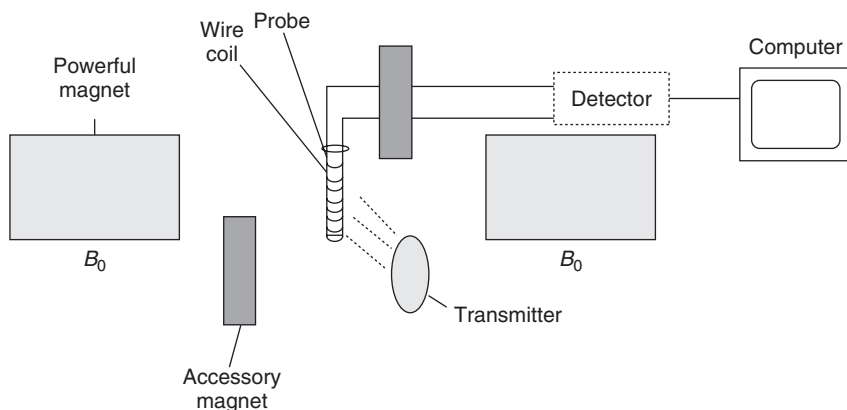 Wire
coil
Probe
Computer
Powerful
magnet
Detector
B0
B0
Transmitter
Accessory
magnet